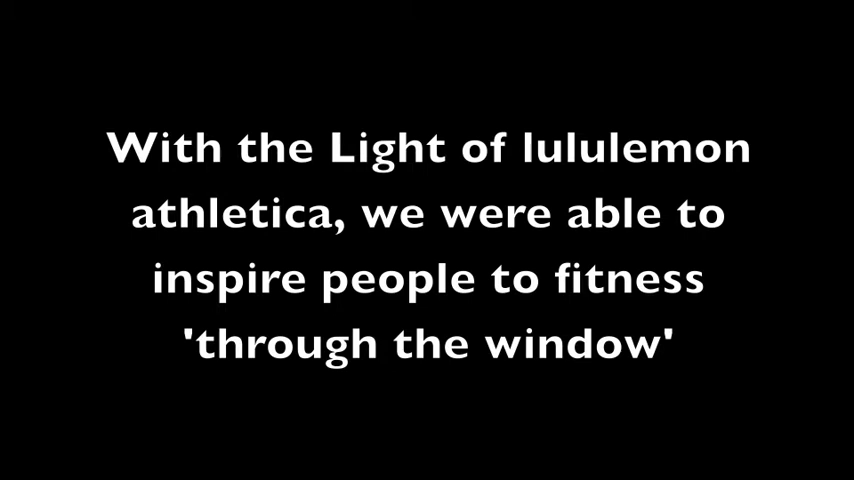 With the Light of lululemon
athletica, we were able to
inspire people to fitness
'through the window'